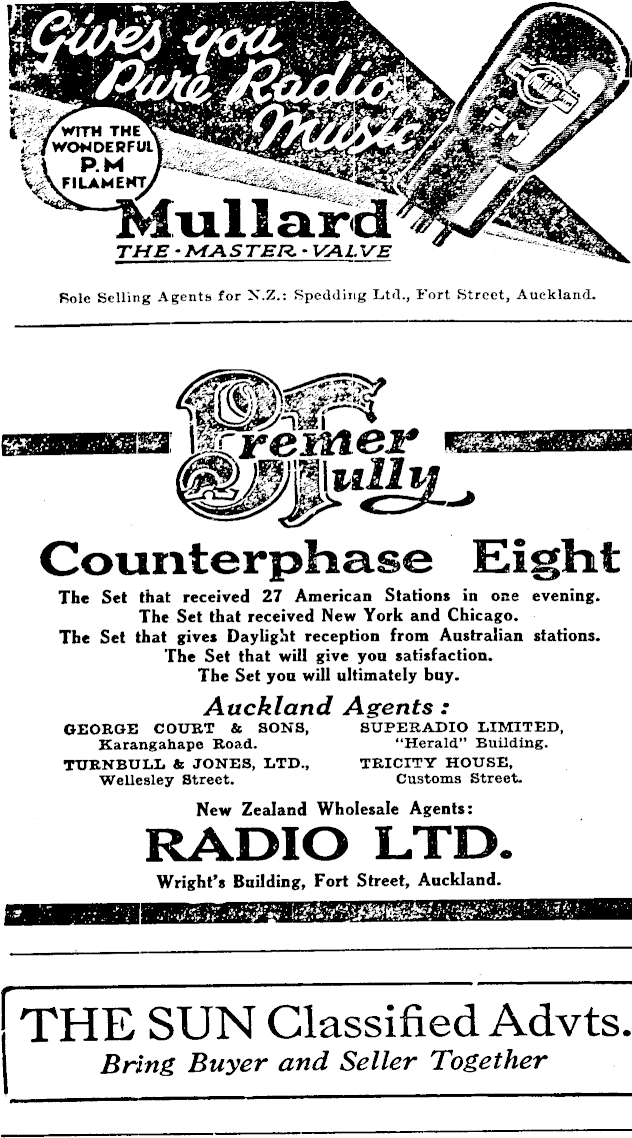 Gives you
Pure Radio
Music
WITH THE
WONDERFUL
P.M
FILAMENT
Mullard
P.M
Mullard
THE·MASTER·VALVE
Sole Selling Agents for N.Z.: Spedding Ltd., Fort Street, Auckland.
Bremer
Tully
Counterphase Eight
The Set that received 27 American Stations in one evening.
The Set that received New York and Chicago.
The Set that gives Daylight reception from Australian stations.
The Set that will give you satisfaction.
The Set you will ultimately buy.
Auckland Agents:
GEORGE COURT & SONS,
Karangahape Road.
TURNBULL & JONES, LTD.,
Wellesley Street.
SUPERADIO LIMITED,
"Herald" Building.
TRICITY HOUSE,
Customs Street.
New Zealand Wholesale Agents:
RADIO LTD.
Wright's Building, Fort Street, Auckland.
THE SUN Classified Advts.
Bring Buyer and Seller Together